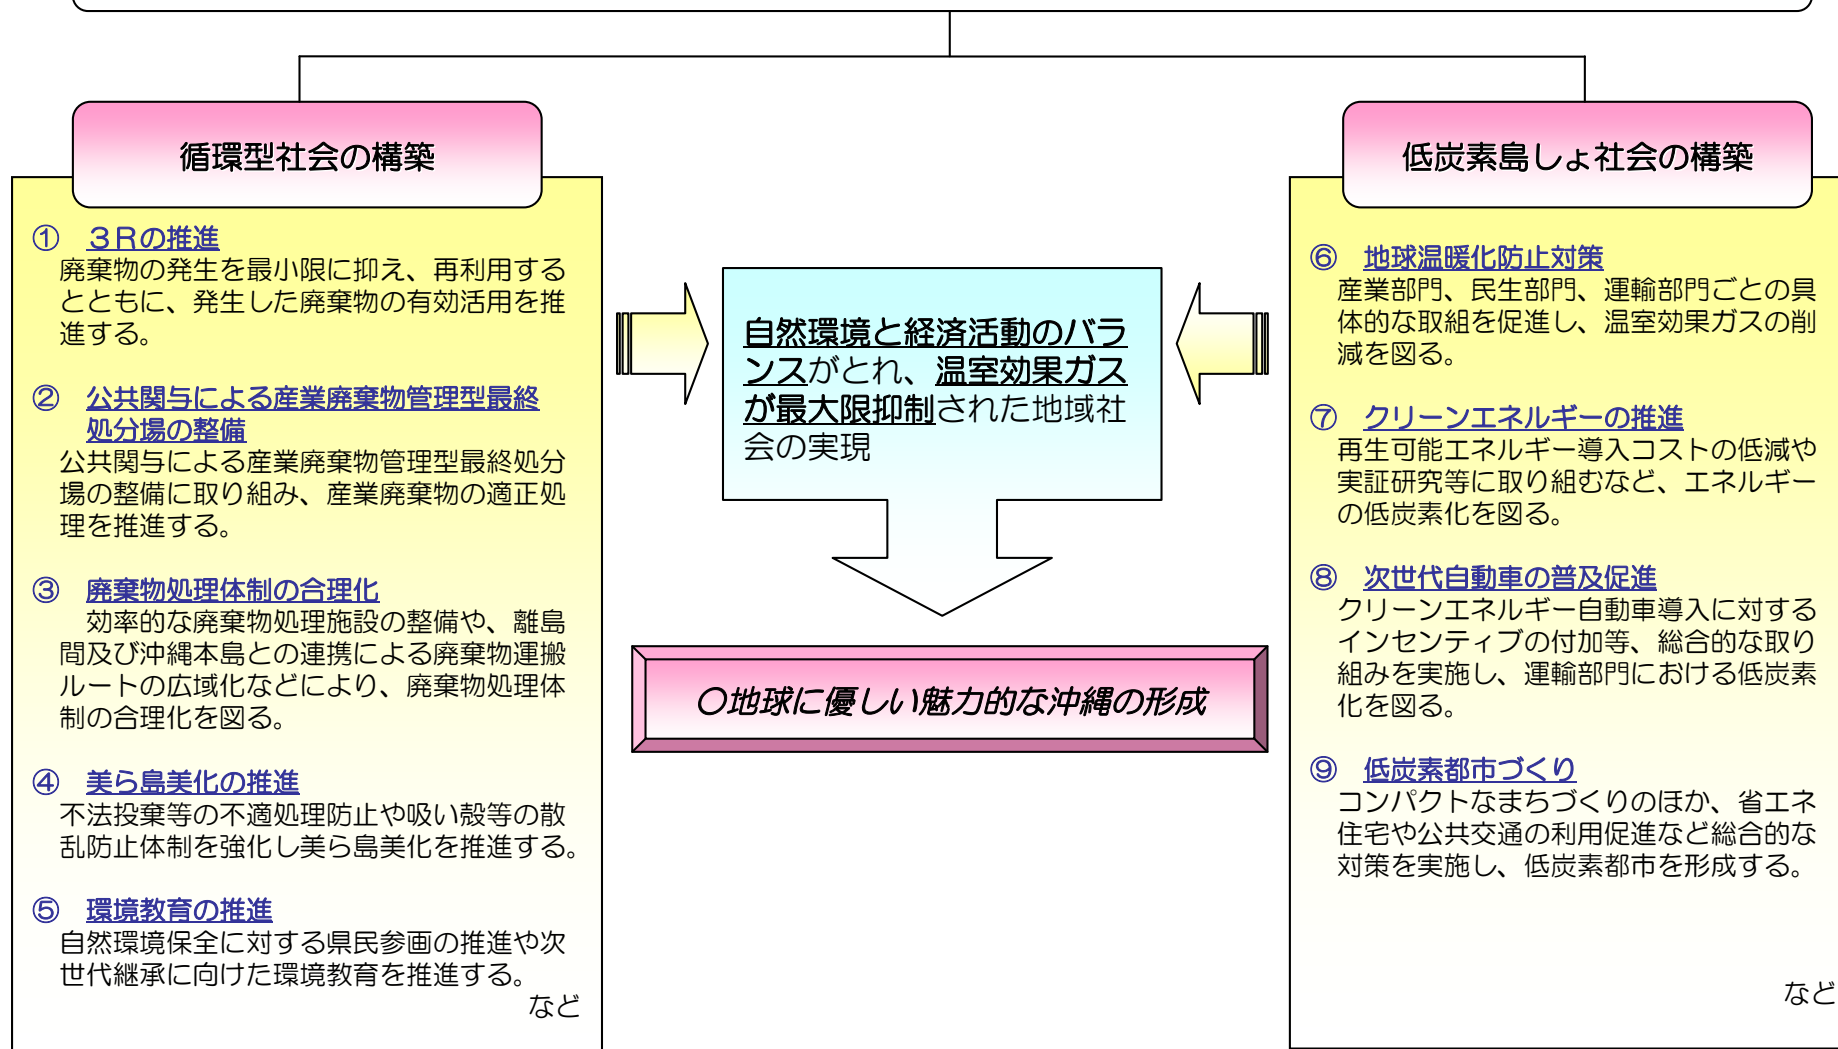 循環型社会の構築
① ３Ｒの推進
廃棄物の発生を最小限に抑え、再利用する
とともに、発生した廃棄物の有効活用を推
進する。
② 公共関与による産業廃棄物管理型最終
処分場の整備
公共関与による産業廃棄物管理型最終処分
場の整備に取り組み、産業廃棄物の適正処
理を推進する。
③ 廃棄物処理体制の合理化
効率的な廃棄物処理施設の整備や、離島
間及び沖縄本島との連携による廃棄物運搬
ルートの広域化などにより、廃棄物処理体
制の合理化を図る。
④ 美ら島美化の推進
不法投棄等の不適処理防止や吸い殻等の散
乱防止体制を強化し美ら島美化を推進する。
⑤ 環境教育の推進
自然環境保全に対する県民参画の推進や次
世代継承に向けた環境教育を推進する。
など
自然環境と経済活動のバラ
ンスがとれ、温室効果ガス
が最大限抑制された地域社
会の実現
〇地球に優しい魅力的な沖縄の形成
低炭素島しょ社会の構築
⑥ 地球温暖化防止対策
産業部門、民生部門、運輸部門ごとの具
体的な取組を促進し、温室効果ガスの削
減を図る。
⑦ クリーンエネルギーの推進
再生可能エネルギー導入コストの低減や
実証研究等に取り組むなど、エネルギー
の低炭素化を図る。
⑧ 次世代自動車の普及促進
クリーンエネルギー自動車導入に対する
インセンティブの付加等、総合的な取り
組みを実施し、運輸部門における低炭素
化を図る。
⑨ 低炭素都市づくり
コンパクトなまちづくりのほか、省エネ
住宅や公共交通の利用促進など総合的な
対策を実施し、低炭素都市を形成する。
など